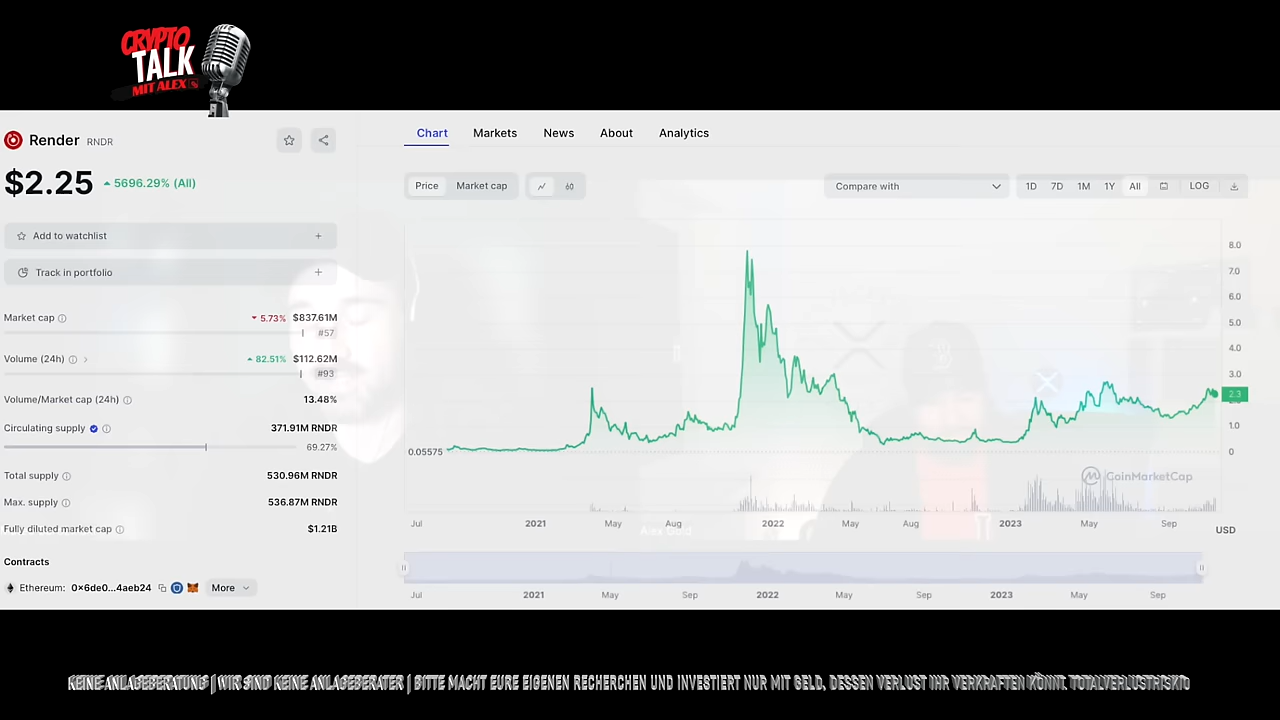 CRYPTO
TALK
MIT ALEX
Render RNDR
$2.25 5696.29% (All)
Add to watchlist +
Track in portfolio +
Market cap 5.73% $837.61M
#57
Volume (24h) 82.51% $112.62M
#93
Volume/Market cap (24h) 13.48%
Circulating supply 371.91M RNDR
69.27%
Total supply 530.96M RNDR
Max. supply 536.87M RNDR
Fully diluted market cap $1.21B
Contracts
Ethereum: 0x6de0...4aeb24 More
Chart Markets News About Analytics
Price Market cap Compare with 1D 7D 1M 1Y All LOG
8.0
7.0
6.0
5.0
4.0
3.0
2.3
1.0
0.05575 0
CoinMarketCap
Jul 2021 May Aug 2022 May Aug 2023 May Sep
USD
Alex Gold
Jul 2021 May Sep 2022 May Sep 2023 May Sep
KEINE ANLAGEBERATUNG | WIR SIND KEINE ANLAGEBERATER | BITTE MACHT EURE EIGENEN RECHERCHEN UND INVESTIERT NUR MIT GELD, DESSEN VERLUST IHR VERKRAFTEN KÖNNT. TOTALVERLUSTRISIKO